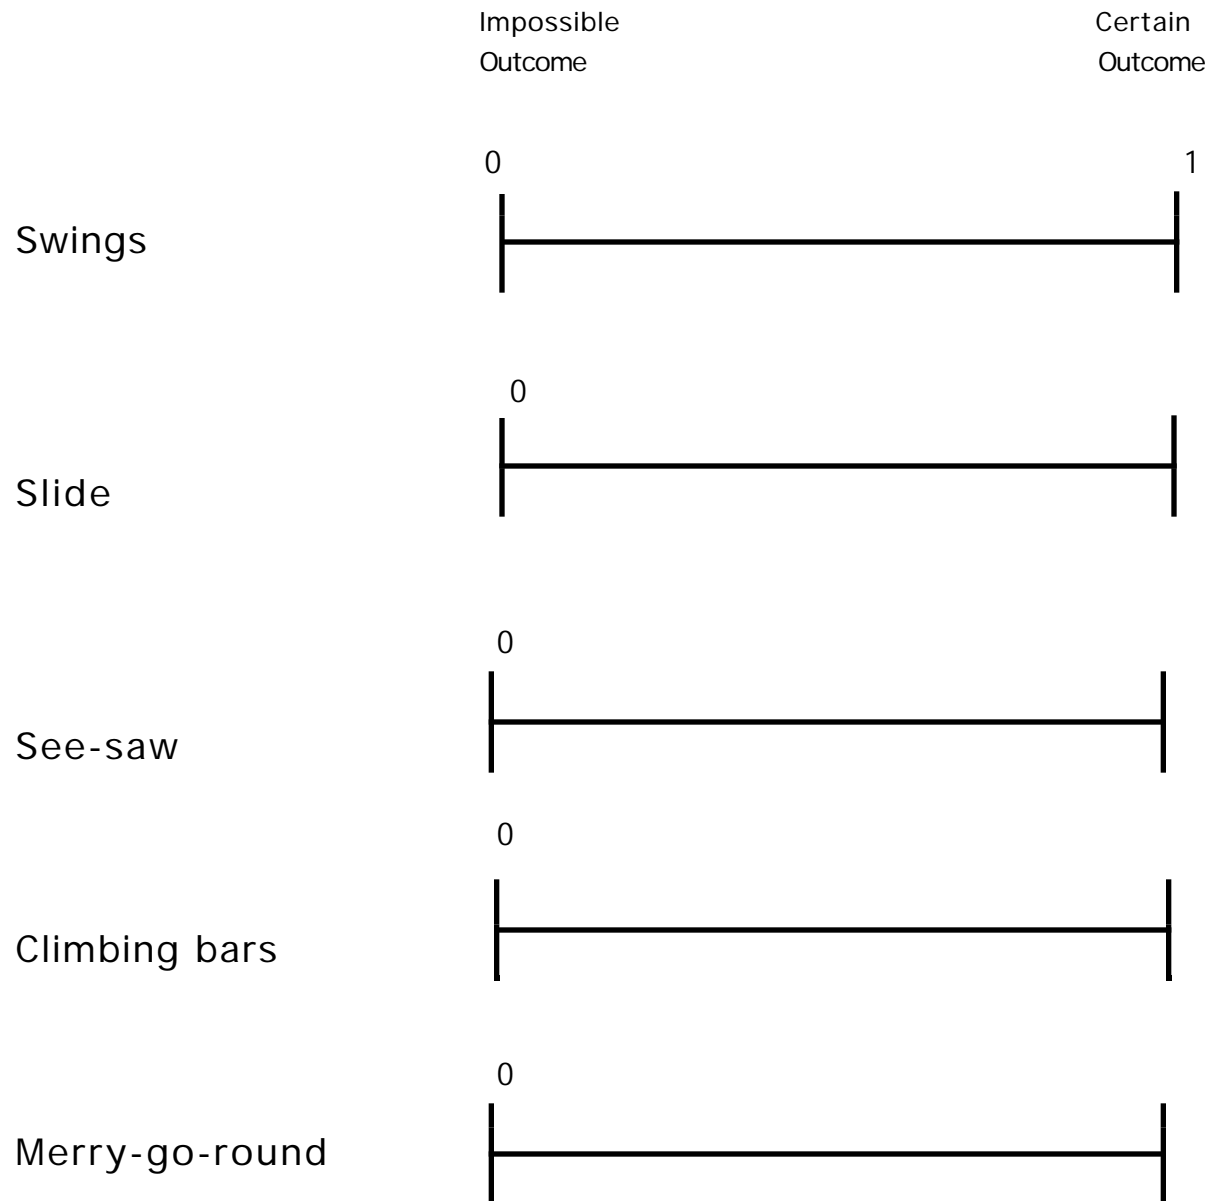 Impossible Certain
Outcome Outcome
0 1
Swings
0
Slide
0
See-saw
0
Climbing bars
0
Merry-go-round